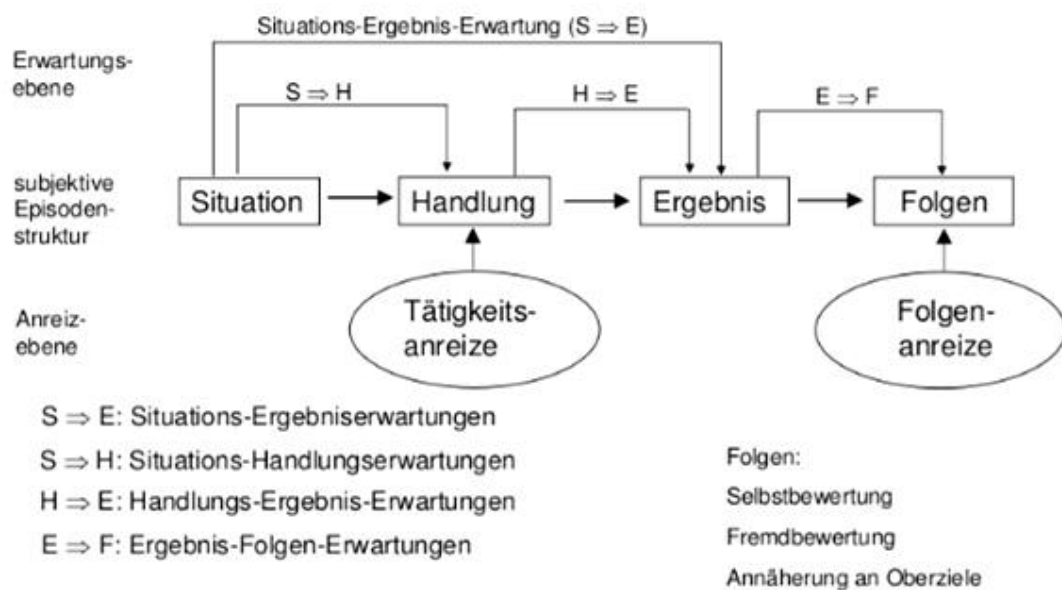 Situations-Ergebnis-Erwartung (S ⇒ E)
Erwartungs-
ebene
S ⇒ H
H ⇒ E
E ⇒ F
subjektive
Episoden-
struktur
Situation
Handlung
Ergebnis
Folgen
Anreiz-
ebene
Tätigkeits-
anreize
Folgen-
anreize
S ⇒ E: Situations-Ergebniserwartungen
S ⇒ H: Situations-Handlungserwartungen
H ⇒ E: Handlungs-Ergebnis-Erwartungen
E ⇒ F: Ergebnis-Folgen-Erwartungen
Folgen:
Selbstbewertung
Fremdbewertung
Annäherung an Oberziele